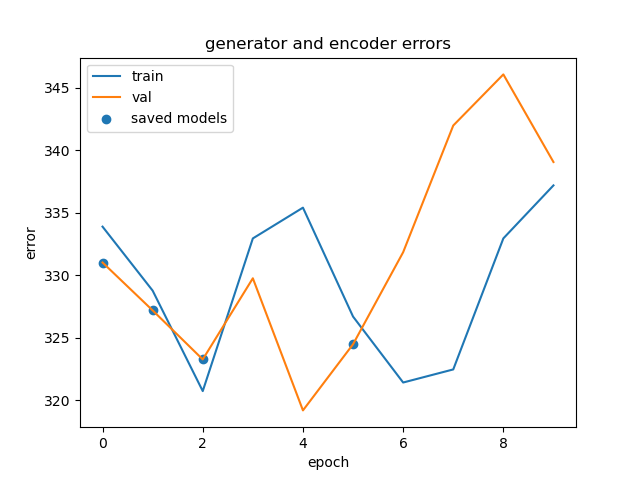 generator and encoder errors
train
val
saved models
345
340
335
330
325
320
error
0
2
4
6
8
epoch